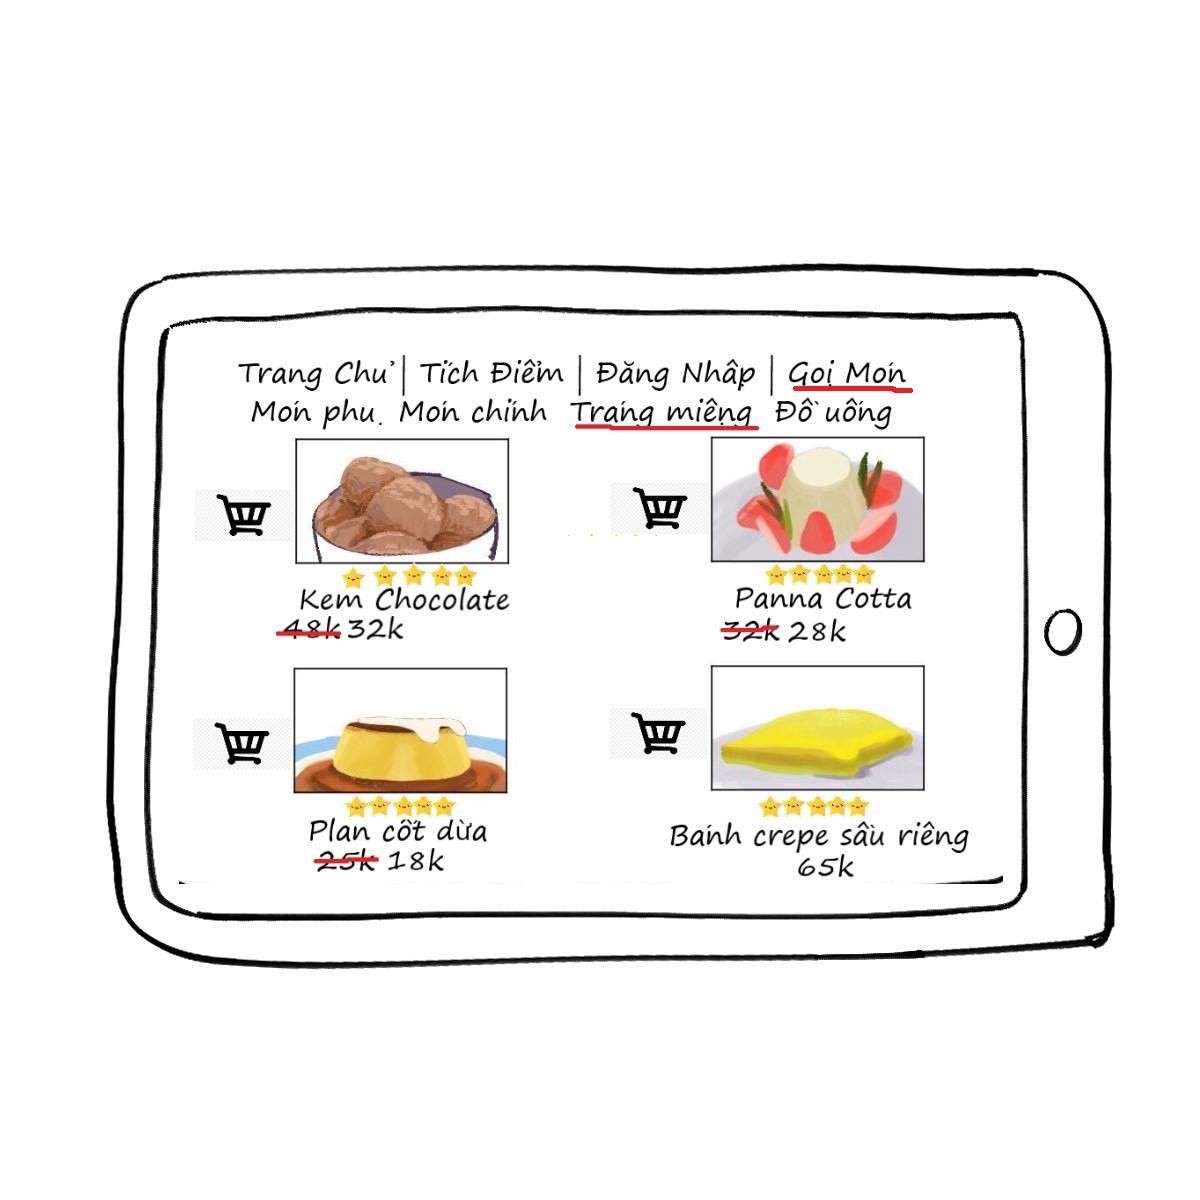 Trang Chủ | Tích Điểm | Đăng Nhập | Gọi Món
Món phụ Món chính Tráng miệng Đồ uống
Kem Chocolate
48k 32k
Panna Cotta
32k 28k
Plan cốt dừa
25k 18k
Bánh crepe sầu riêng
65k